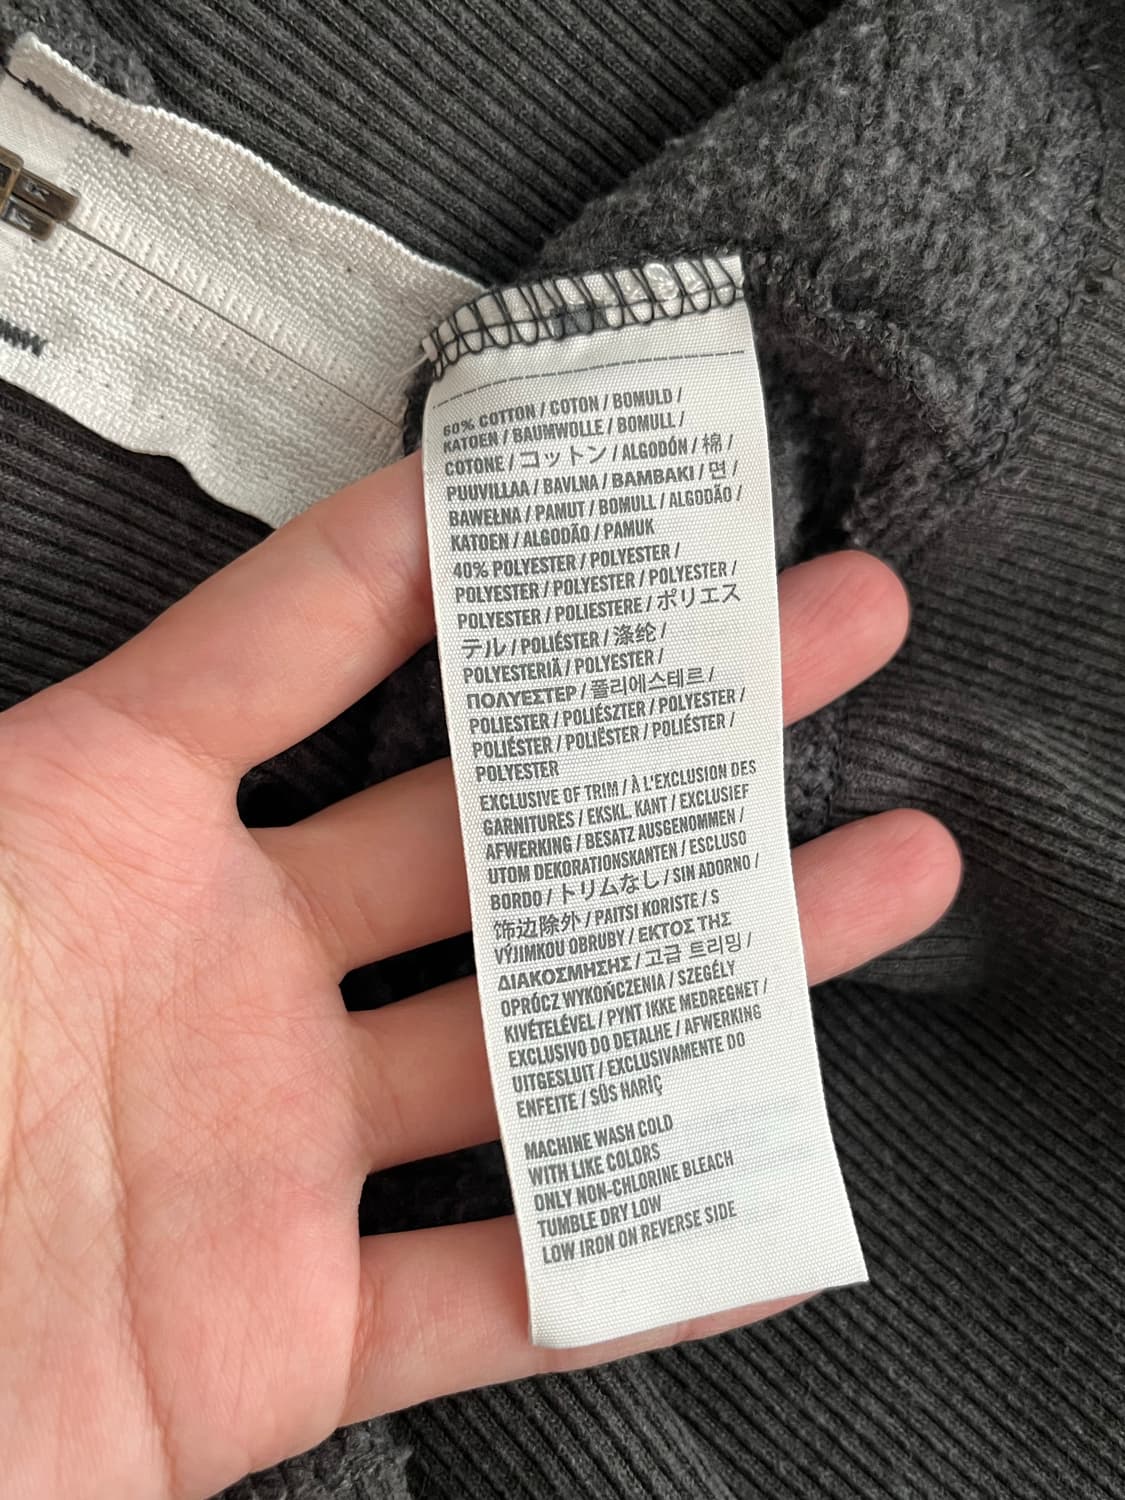 60% COTTON / COTON / BOMULD /
KATOEN / BAUMWOLLE / BOMULL /
COTONE / コットン / ALGODÓN / 棉 /
PUUVILLAA / BAVLNA / BAMBAKI / 면 /
BAWEŁNA / PAMUT / BOMULL / ALGODÃO /
KATOEN / ALGODÃO / PAMUK
40% POLYESTER / POLYESTER /
POLYESTER / POLYESTER / POLYESTER /
POLYESTER / POLIESTERE / ポリエス
テル / POLIÉSTER / 涤纶 /
POLYESTERIÄ / POLYESTER /
ΠΟΛΥΕΣΤΕΡ / 폴리에스테르 /
POLIESTER / POLIÉSZTER / POLYESTER /
POLIÉSTER / POLIÉSTER / POLIÉSTER /
POLYESTER
EXCLUSIVE OF TRIM / À L'EXCLUSION DES
GARNITURES / EKSKL. KANT / EXCLUSIEF
AFWERKING / BESATZ AUSGENOMMEN /
UTOM DEKORATIONSKANTEN / ESCLUSO
BORDO / トリムなし / SIN ADORNO /
饰边除外 / PAITSI KORISTE / S
VÝJIMKOU OBRUBY / ΕΚΤΟΣ ΤΗΣ
ΔΙΑΚΟΣΜΗΣΗΣ / 고급 트리밍 /
OPRÓCZ WYKOŃCZENIA / SZEGÉLY
KIVÉTELÉVEL / PYNT IKKE MEDREGNET /
EXCLUSIVO DO DETALHE / AFWERKING
UITGESLUIT / EXCLUSIVAMENTE DO
ENFEITE / SÜS HARİÇ
MACHINE WASH COLD
WITH LIKE COLORS
ONLY NON-CHLORINE BLEACH
TUMBLE DRY LOW
LOW IRON ON REVERSE SIDE